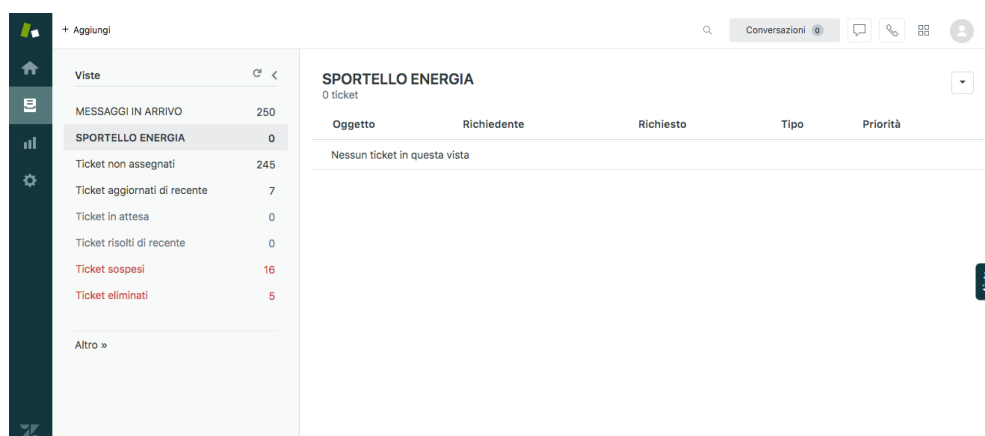 + Aggiungi
Conversazioni 0
Viste
MESSAGGI IN ARRIVO 250
SPORTELLO ENERGIA 0
Ticket non assegnati 245
Ticket aggiornati di recente 7
Ticket in attesa 0
Ticket risolti di recente 0
Ticket sospesi 16
Ticket eliminati 5
Altro »
SPORTELLO ENERGIA
0 ticket
Oggetto Richiedente Richiesto Tipo Priorità
Nessun ticket in questa vista